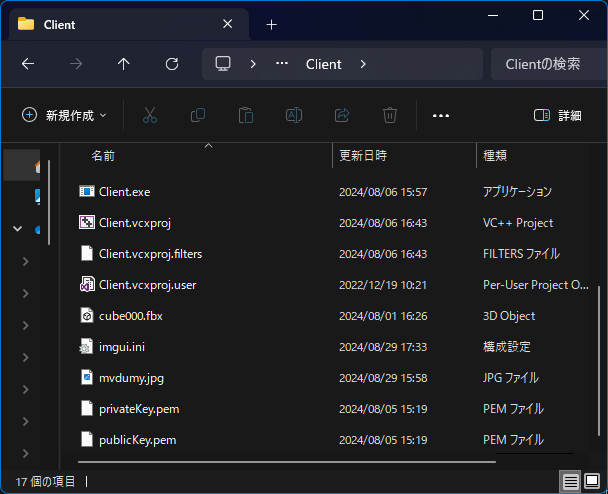 Client
Client
Clientの検索
新規作成
詳細
名前 更新日時 種類
Client.exe 2024/08/06 15:57 アプリケーション
Client.vcxproj 2024/08/06 16:43 VC++ Project
Client.vcxproj.filters 2024/08/06 16:43 FILTERS ファイル
Client.vcxproj.user 2022/12/19 10:21 Per-User Project O...
cube000.fbx 2024/08/01 16:26 3D Object
imgui.ini 2024/08/29 17:33 構成設定
mvdumy.jpg 2024/08/29 15:58 JPG ファイル
privateKey.pem 2024/08/05 15:19 PEM ファイル
publicKey.pem 2024/08/05 15:19 PEM ファイル
17 個の項目